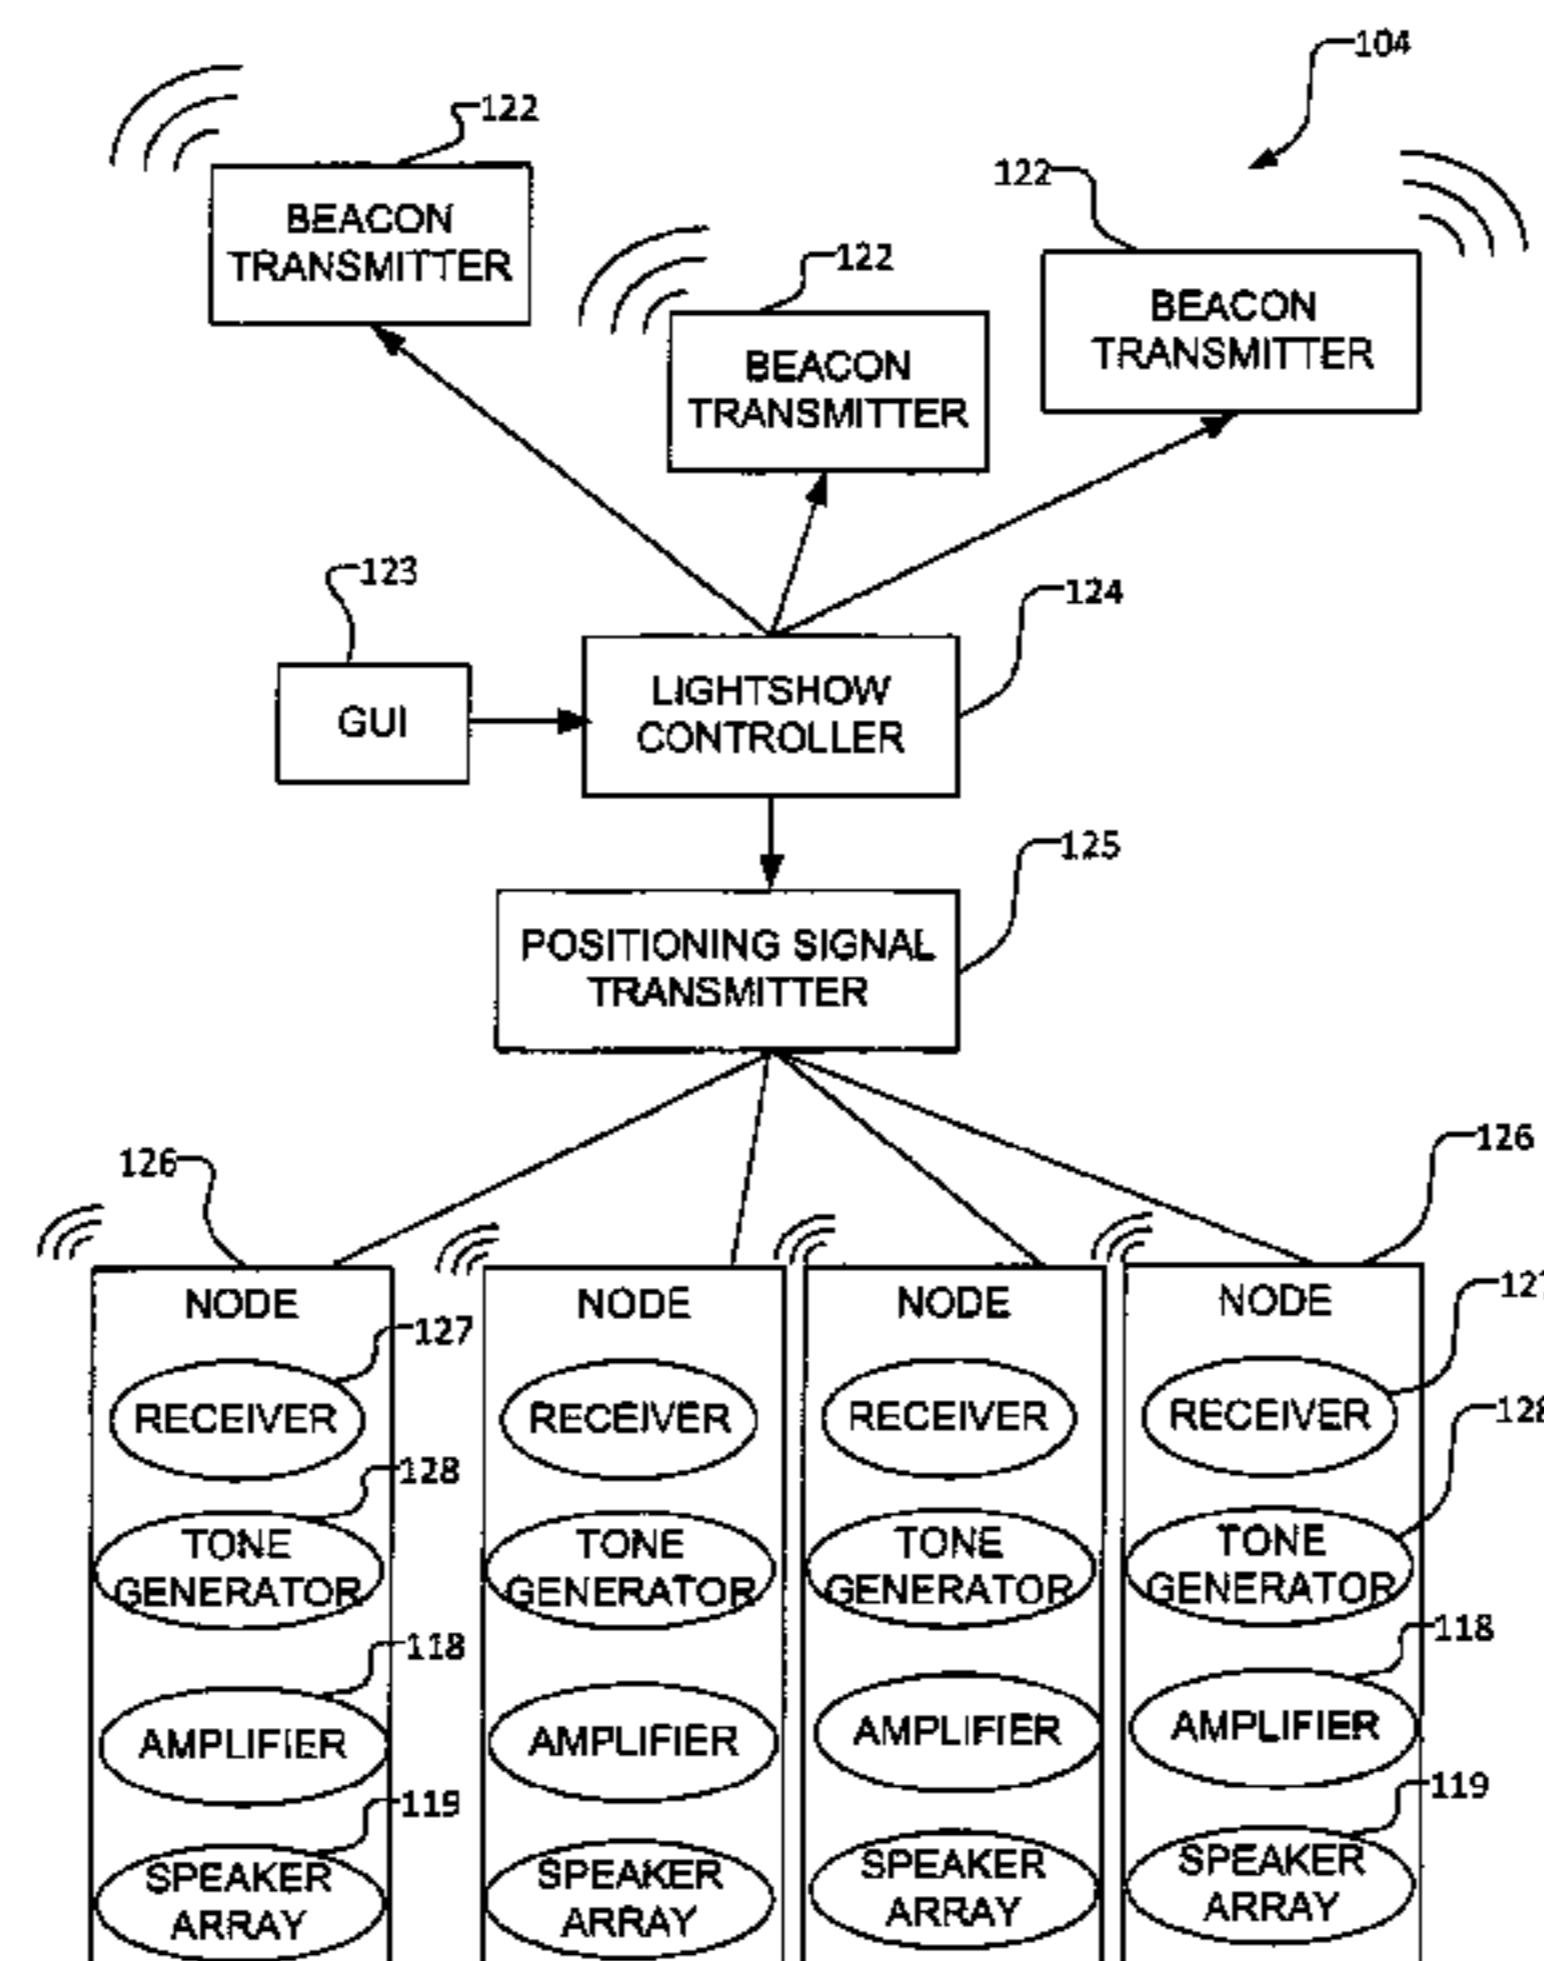 104
122
BEACON
TRANSMITTER
122
BEACON
TRANSMITTER
122
BEACON
TRANSMITTER
123
GUI
124
LIGHTSHOW
CONTROLLER
125
POSITIONING SIGNAL
TRANSMITTER
126
NODE
127
RECEIVER
128
TONE
GENERATOR
118
AMPLIFIER
119
SPEAKER
ARRAY
NODE
RECEIVER
TONE
GENERATOR
AMPLIFIER
SPEAKER
ARRAY
NODE
RECEIVER
TONE
GENERATOR
AMPLIFIER
SPEAKER
ARRAY
126
NODE
127
RECEIVER
128
TONE
GENERATOR
118
AMPLIFIER
119
SPEAKER
ARRAY